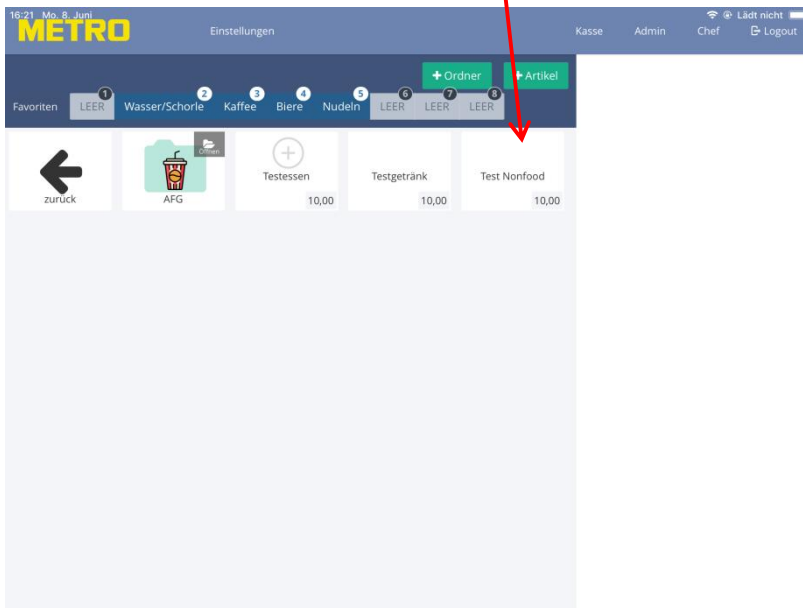 16:21 Mo. 8. Juni
Lädt nicht
METRO
Einstellungen
Kasse
Admin
Chef
Logout
+ Ordner
+ Artikel
Favoriten
1
LEER
2
Wasser/Schorle
3
Kaffee
4
Biere
5
Nudeln
6
LEER
7
LEER
8
LEER
zurück
Öffnen
AFG
Testessen
10,00
Testgetränk
10,00
Test Nonfood
10,00